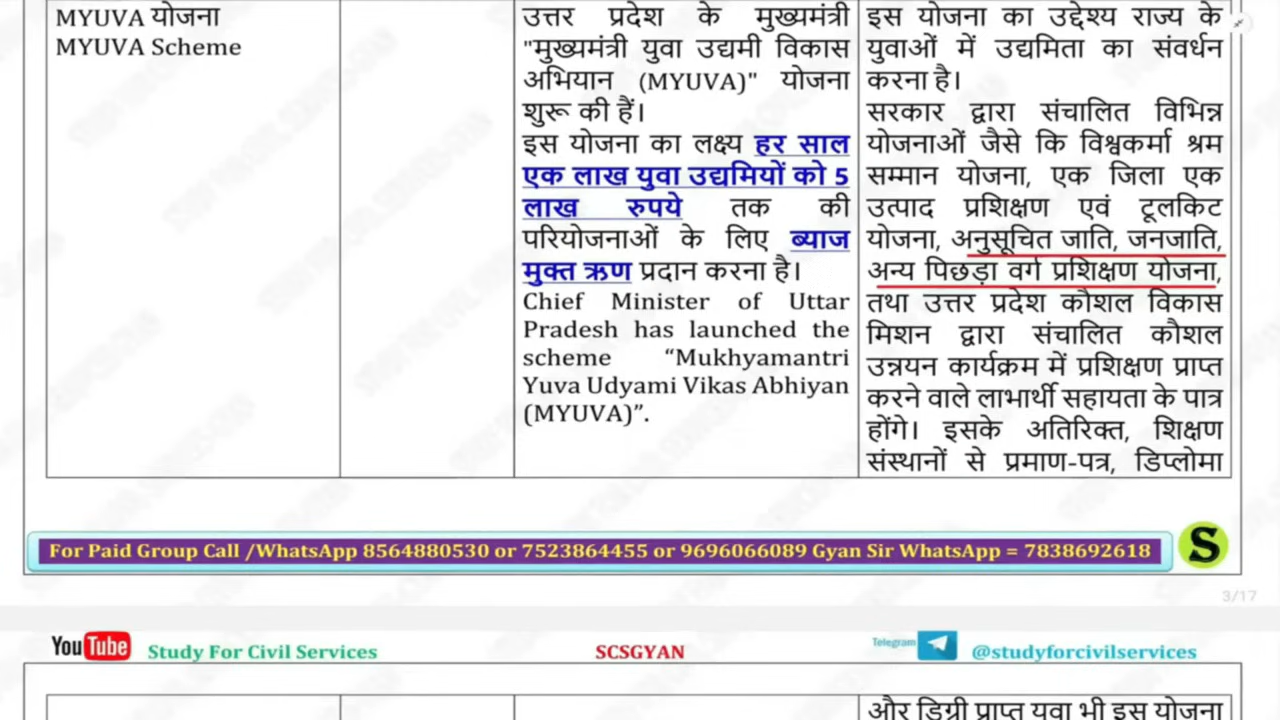 MYUVA योजना
MYUVA Scheme
उत्तर प्रदेश के मुख्यमंत्री
"मुख्यमंत्री युवा उद्यमी विकास
अभियान (MYUVA)" योजना
शुरू की हैं।
इस योजना का लक्ष्य हर साल
एक लाख युवा उद्यमियों को 5
लाख रुपये तक की
परियोजनाओं के लिए ब्याज
मुक्त ऋण प्रदान करना है।
Chief Minister of Uttar
Pradesh has launched the
scheme “Mukhyamantri
Yuva Udyami Vikas Abhiyan
(MYUVA)”.
इस योजना का उद्देश्य राज्य के
युवाओं में उद्यमिता का संवर्धन
करना है।
सरकार द्वारा संचालित विभिन्न
योजनाओं जैसे कि विश्वकर्मा श्रम
सम्मान योजना, एक जिला एक
उत्पाद प्रशिक्षण एवं टूलकिट
योजना, अनुसूचित जाति, जनजाति,
अन्य पिछड़ा वर्ग प्रशिक्षण योजना,
तथा उत्तर प्रदेश कौशल विकास
मिशन द्वारा संचालित कौशल
उन्नयन कार्यक्रम में प्रशिक्षण प्राप्त
करने वाले लाभार्थी सहायता के पात्र
होंगे। इसके अतिरिक्त, शिक्षण
संस्थानों से प्रमाण-पत्र, डिप्लोमा
For Paid Group Call /WhatsApp 8564880530 or 7523864455 or 9696066089 Gyan Sir WhatsApp = 7838692618
S
3/17
YouTube Study For Civil Services SCSGYAN Telegram @studyforcivilservices
और डिग्री प्राप्त युवा भी इस योजना